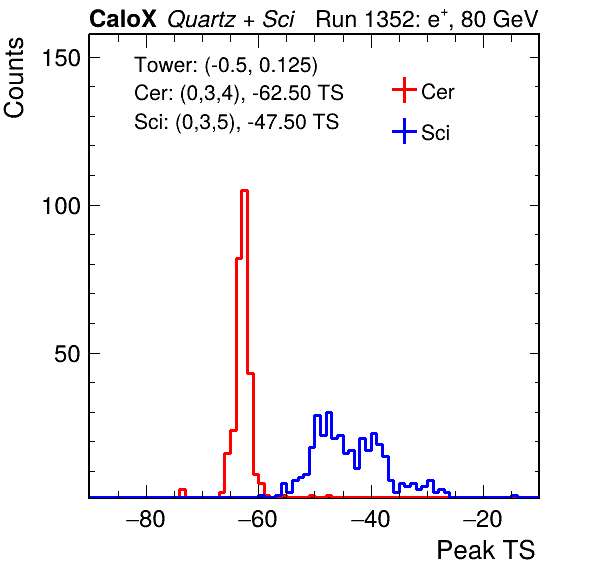 CaloX Quartz + Sci Run 1352: e⁺, 80 GeV
Counts
Tower: (-0.5, 0.125)
Cer: (0,3,4), -62.50 TS
Sci: (0,3,5), -47.50 TS
Cer
Sci
150
100
50
−80 −60 −40 −20
Peak TS